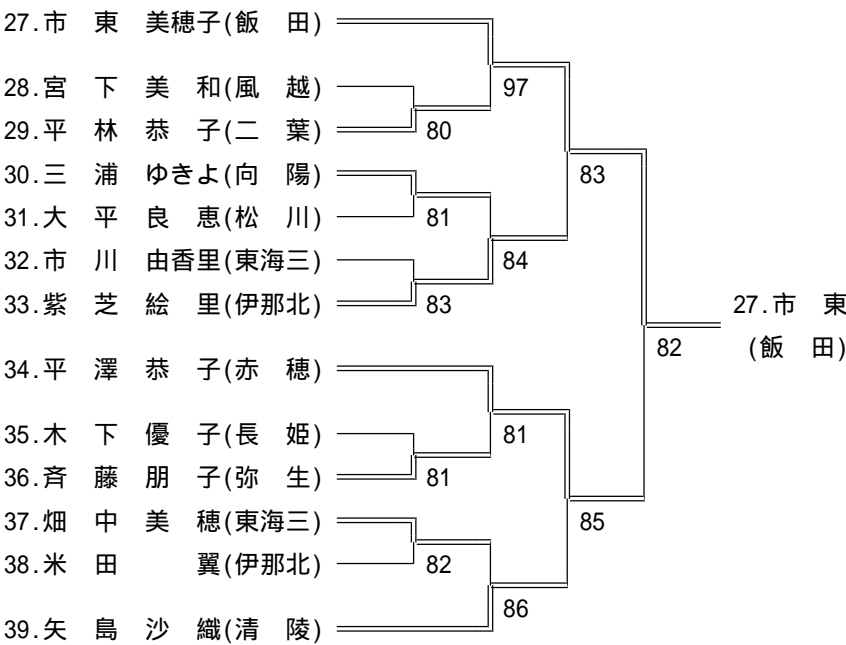 27.市　東　美穂子(飯　田)
97
28.宮　下　美　和(風　越)
80
29.平　林　恭　子(二　葉)
83
30.三　浦　ゆきよ(向　陽)
81
31.大　平　良　恵(松　川)
84
32.市　川　由香里(東海三)
83
33.紫　芝　絵　里(伊那北)
27.市　東
82
(飯　田)
34.平　澤　恭　子(赤　穂)
81
35.木　下　優　子(長　姫)
81
36.斉　藤　朋　子(弥　生)
85
37.畑　中　美　穂(東海三)
82
38.米　田　　　翼(伊那北)
86
39.矢　島　沙　織(清　陵)